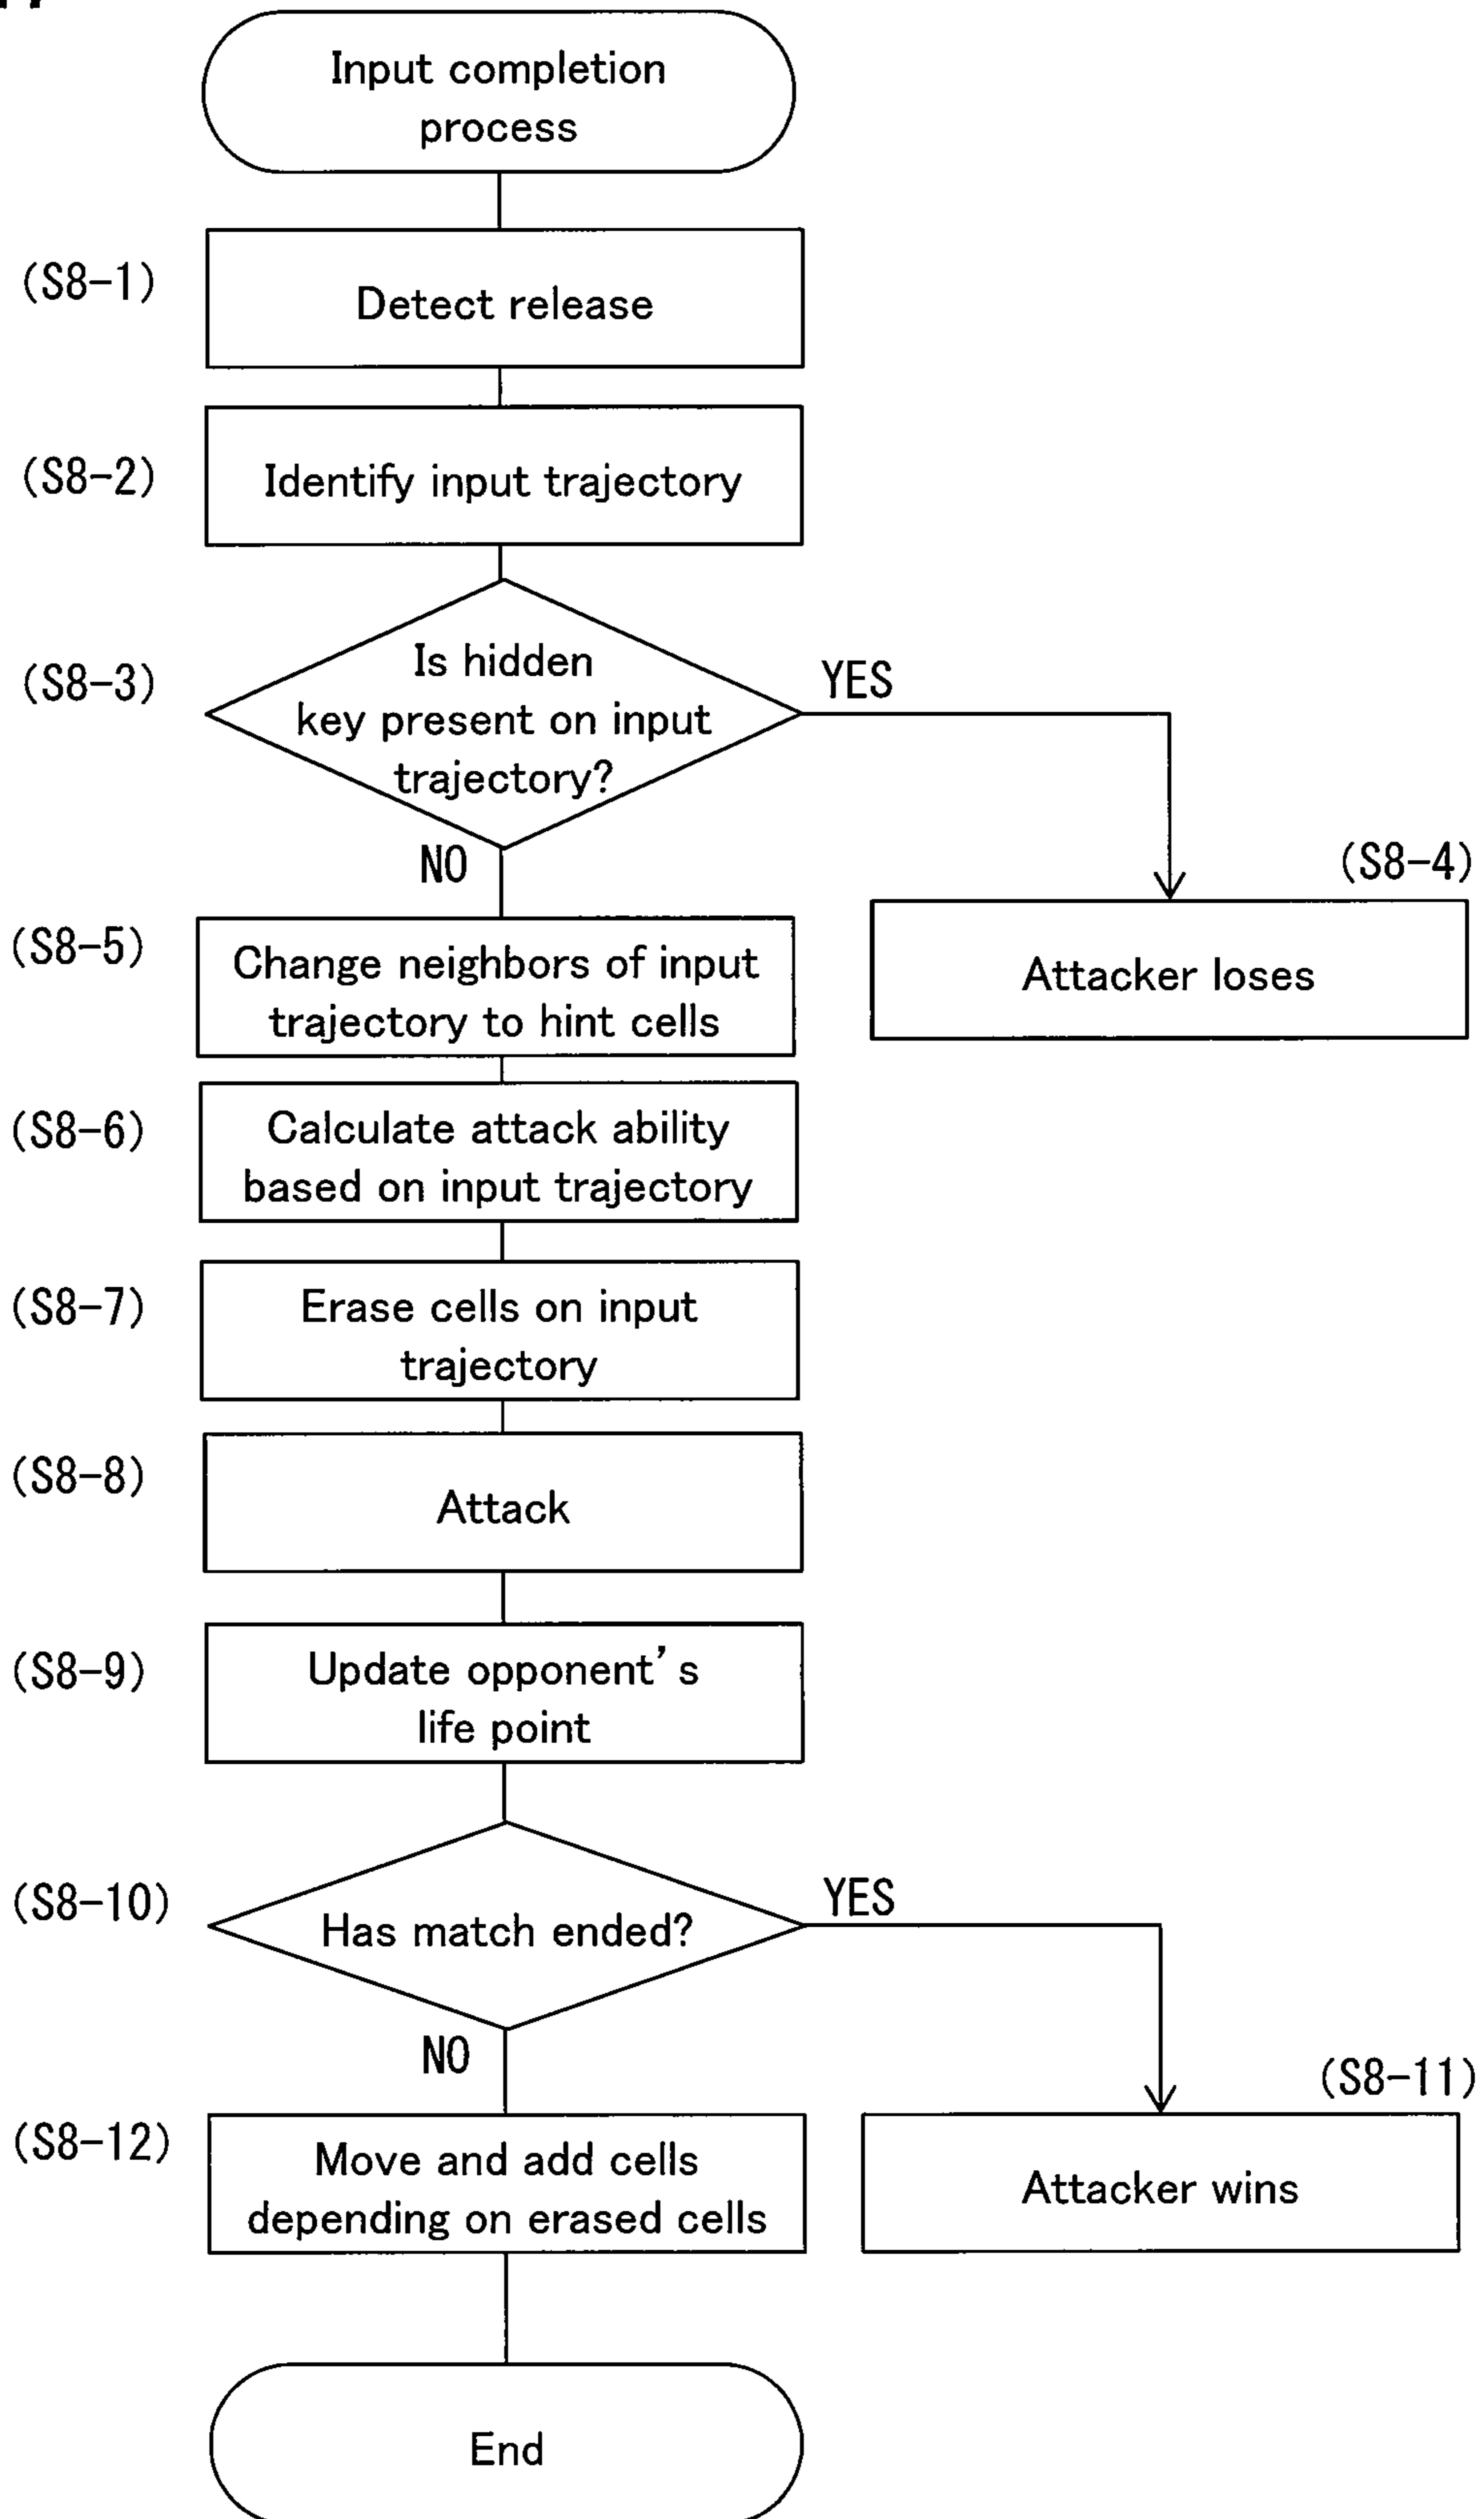 Input completion
process
(S8-1)
Detect release
(S8-2)
Identify input trajectory
(S8-3)
Is hidden
key present on input
trajectory?
YES
NO
(S8-4)
Attacker loses
(S8-5)
Change neighbors of input
trajectory to hint cells
(S8-6)
Calculate attack ability
based on input trajectory
(S8-7)
Erase cells on input
trajectory
(S8-8)
Attack
(S8-9)
Update opponent's
life point
(S8-10)
Has match ended?
YES
NO
(S8-11)
Attacker wins
(S8-12)
Move and add cells
depending on erased cells
End